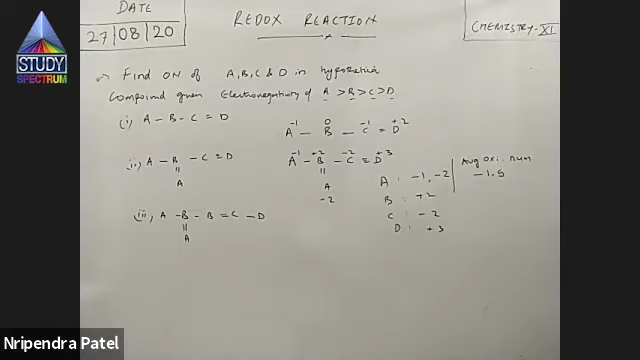 DATE
27/08/20
REDOX REACTION
CHEMISTRY-XI
STUDY
SPECTRUM
Find ON of A,B,C & D in hypothetical
compound given Electronegativity of A > B > C > D
(i) A - B - C = D
A⁻¹ - B⁰ - C⁻¹ = D⁺²
(ii) A - B - C = D
||
A
A⁻¹ - B⁺² - C⁻² = D⁺³
||
A
-2
A : -1, -2
B : +2
C : -2
D : +3
Avg oxi. num
-1.5
(iii) A - B - B = C - D
||
A
Nripendra Patel